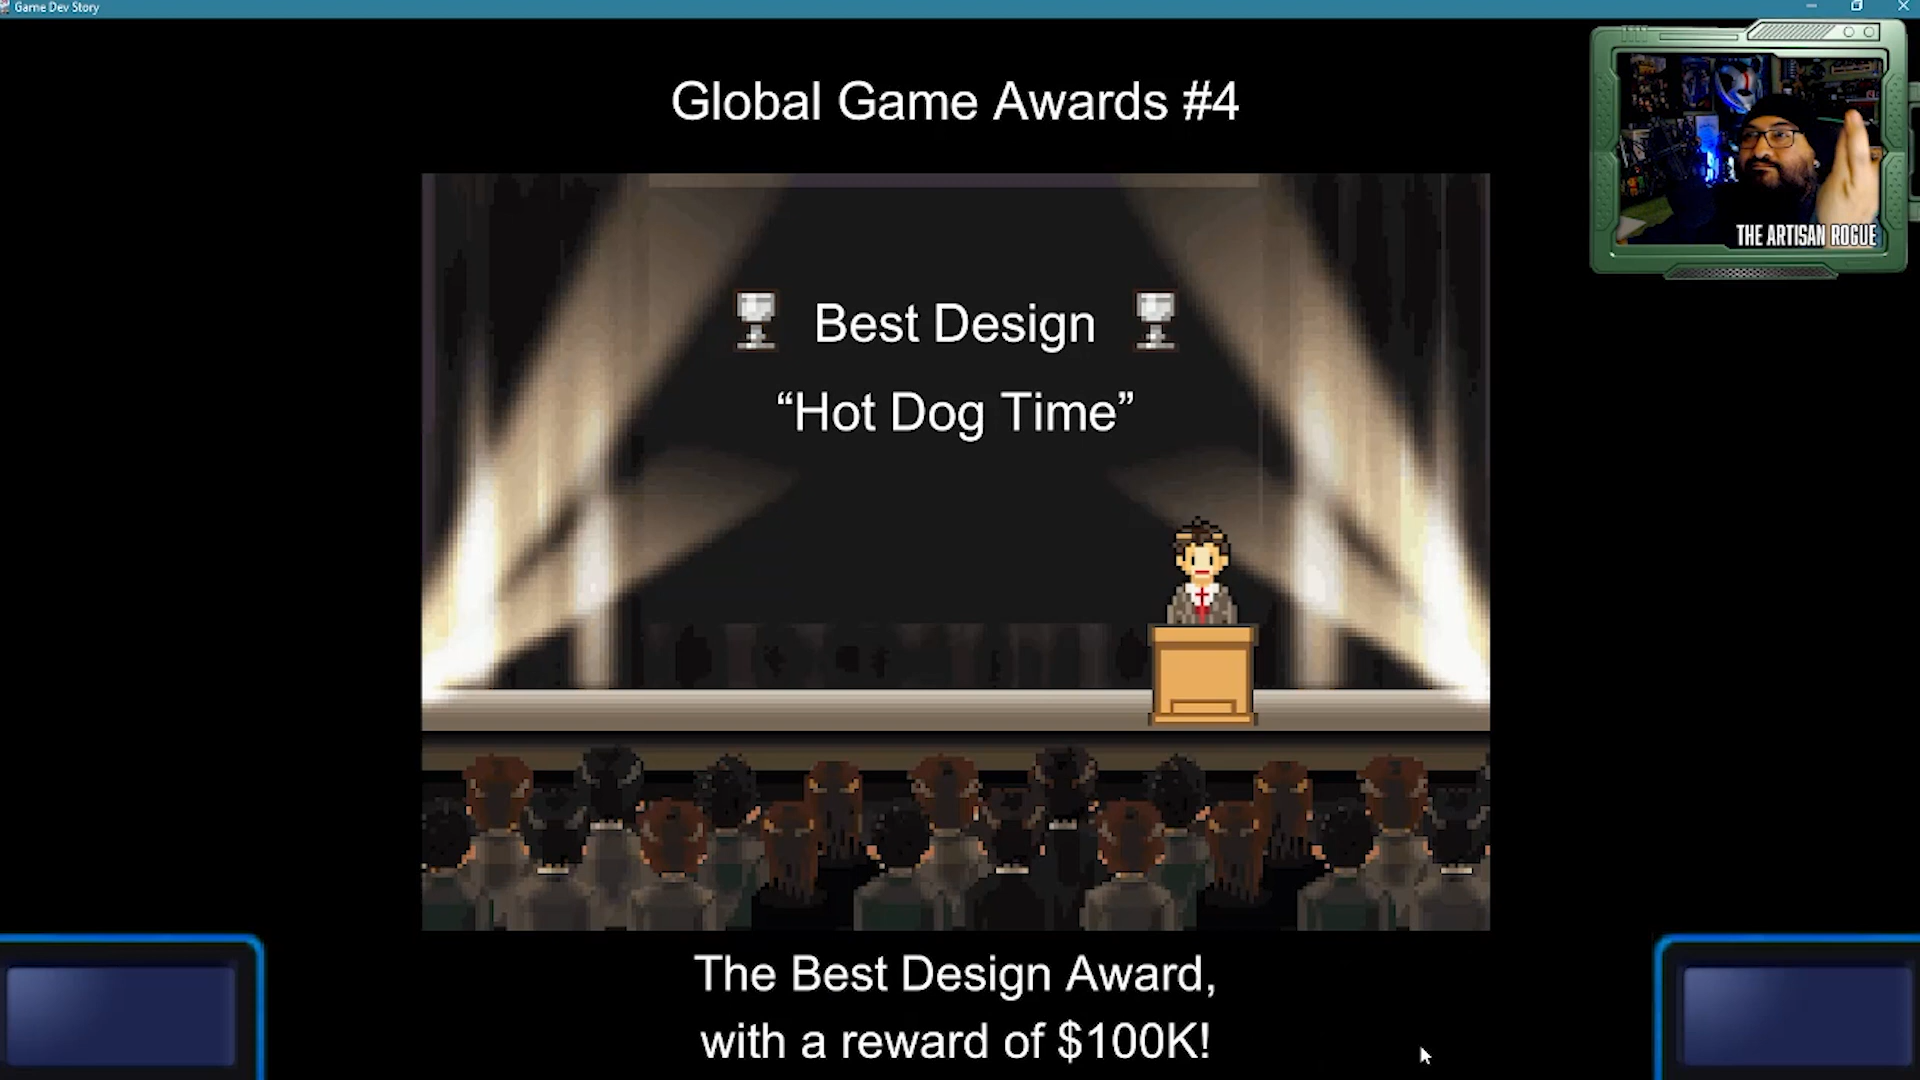 Game Dev Story
Global Game Awards #4
THE ARTISAN ROGUE
Best Design
“Hot Dog Time”
The Best Design Award,
with a reward of $100K!